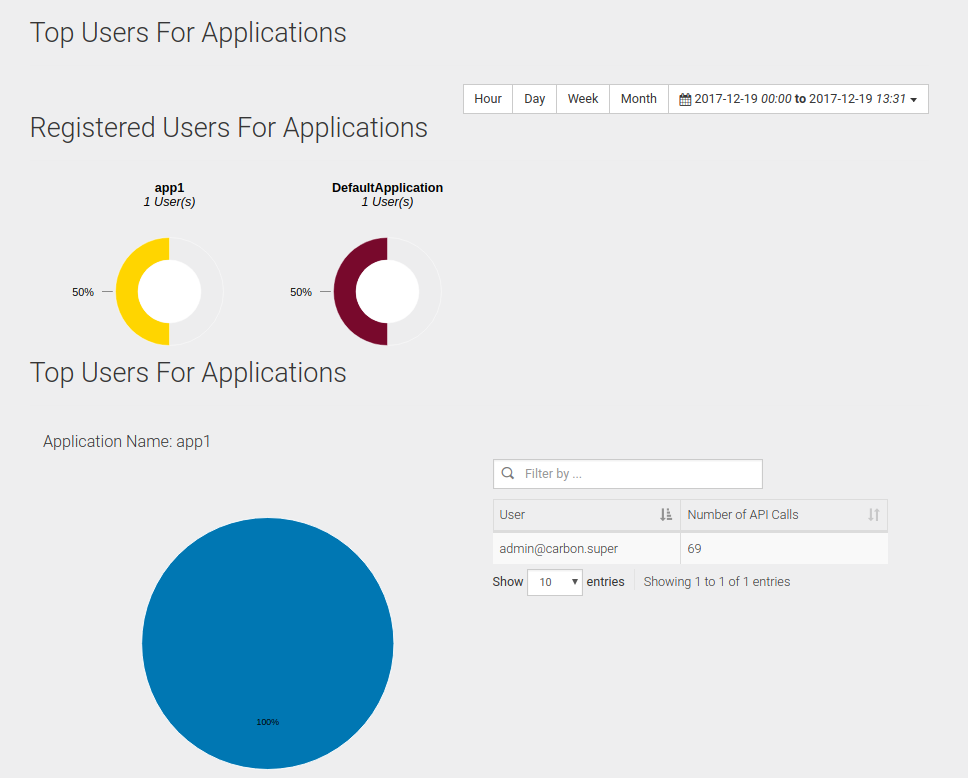 Top Users For Applications
Hour Day Week Month 2017-12-19 00:00 to 2017-12-19 13:31
Registered Users For Applications
app1 DefaultApplication
1 User(s) 1 User(s)
50% 50%
Top Users For Applications
Application Name: app1
Filter by ...
User Number of API Calls
admin@carbon.super 69
Show 10 entries Showing 1 to 1 of 1 entries
100%